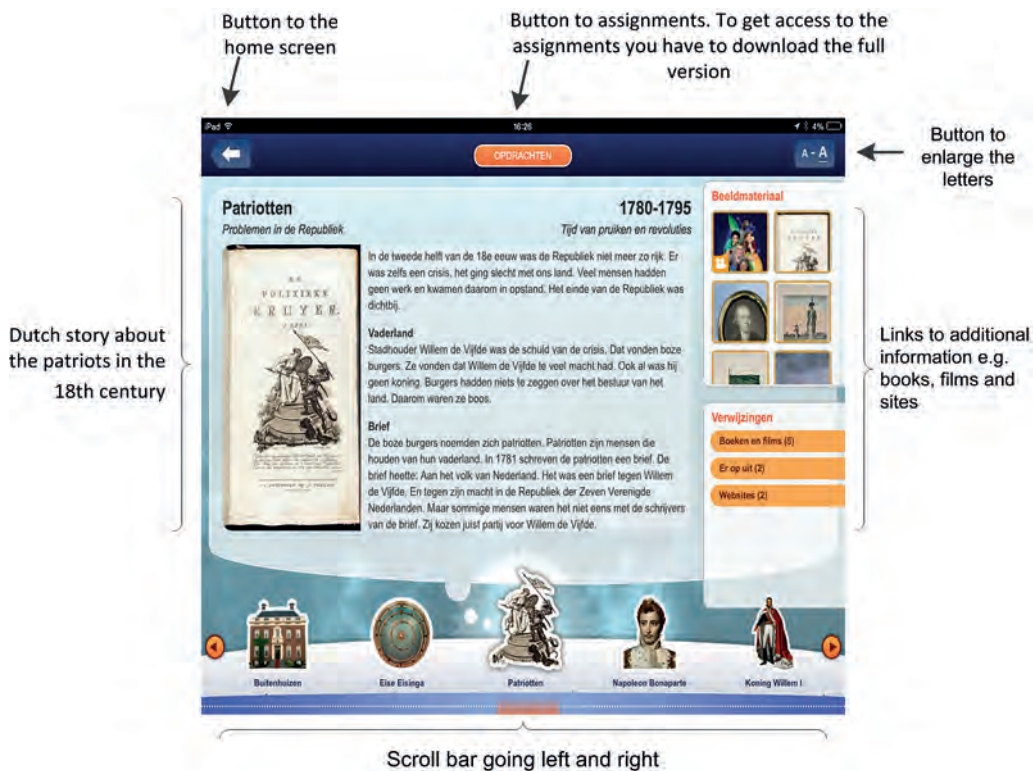 Button to the
home screen
Button to assignments. To get access to the
assignments you have to download the full
version
iPad
16:26
4%
OPDRACHTEN
A - A
Button to
enlarge the
letters
Patriotten
1780-1795
Problemen in de Republiek
Tijd van pruiken en revoluties
In de tweede helft van de 18e eeuw was de Republiek niet meer zo rijk. Er
was zelfs een crisis, het ging slecht met ons land. Veel mensen hadden
geen werk en kwamen daarom in opstand. Het einde van de Republiek was
dichtbij.
Vaderland
Stadhouder Willem de Vijfde was de schuld van de crisis. Dat vonden boze
burgers. Ze vonden dat Willem de Vijfde te veel macht had. Ook al was hij
geen koning. Burgers hadden niets te zeggen over het bestuur van het
land. Daarom waren ze boos.
Brief
De boze burgers noemden zich patriotten. Patriotten zijn mensen die
houden van hun vaderland. In 1781 schreven de patriotten een brief. De
brief heette: Aan het volk van Nederland. Het was een brief tegen Willem
de Vijfde. En tegen zijn macht in de Republiek der Zeven Verenigde
Nederlanden. Maar sommige mensen waren het niet eens met de schrijvers
van de brief. Zij kozen juist partij voor Willem de Vijfde.
DE
POLITIEKE
KRUYER.
Beeldmateriaal
Verwijzingen
Boeken en films (5)
Er op uit (2)
Websites (2)
Dutch story about
the patriots in the
18th century
Links to additional
information e.g.
books, films and
sites
Buitenhuizen
Eise Eisinga
Patriotten
Napoleon Bonaparte
Koning Willem I
Scroll bar going left and right